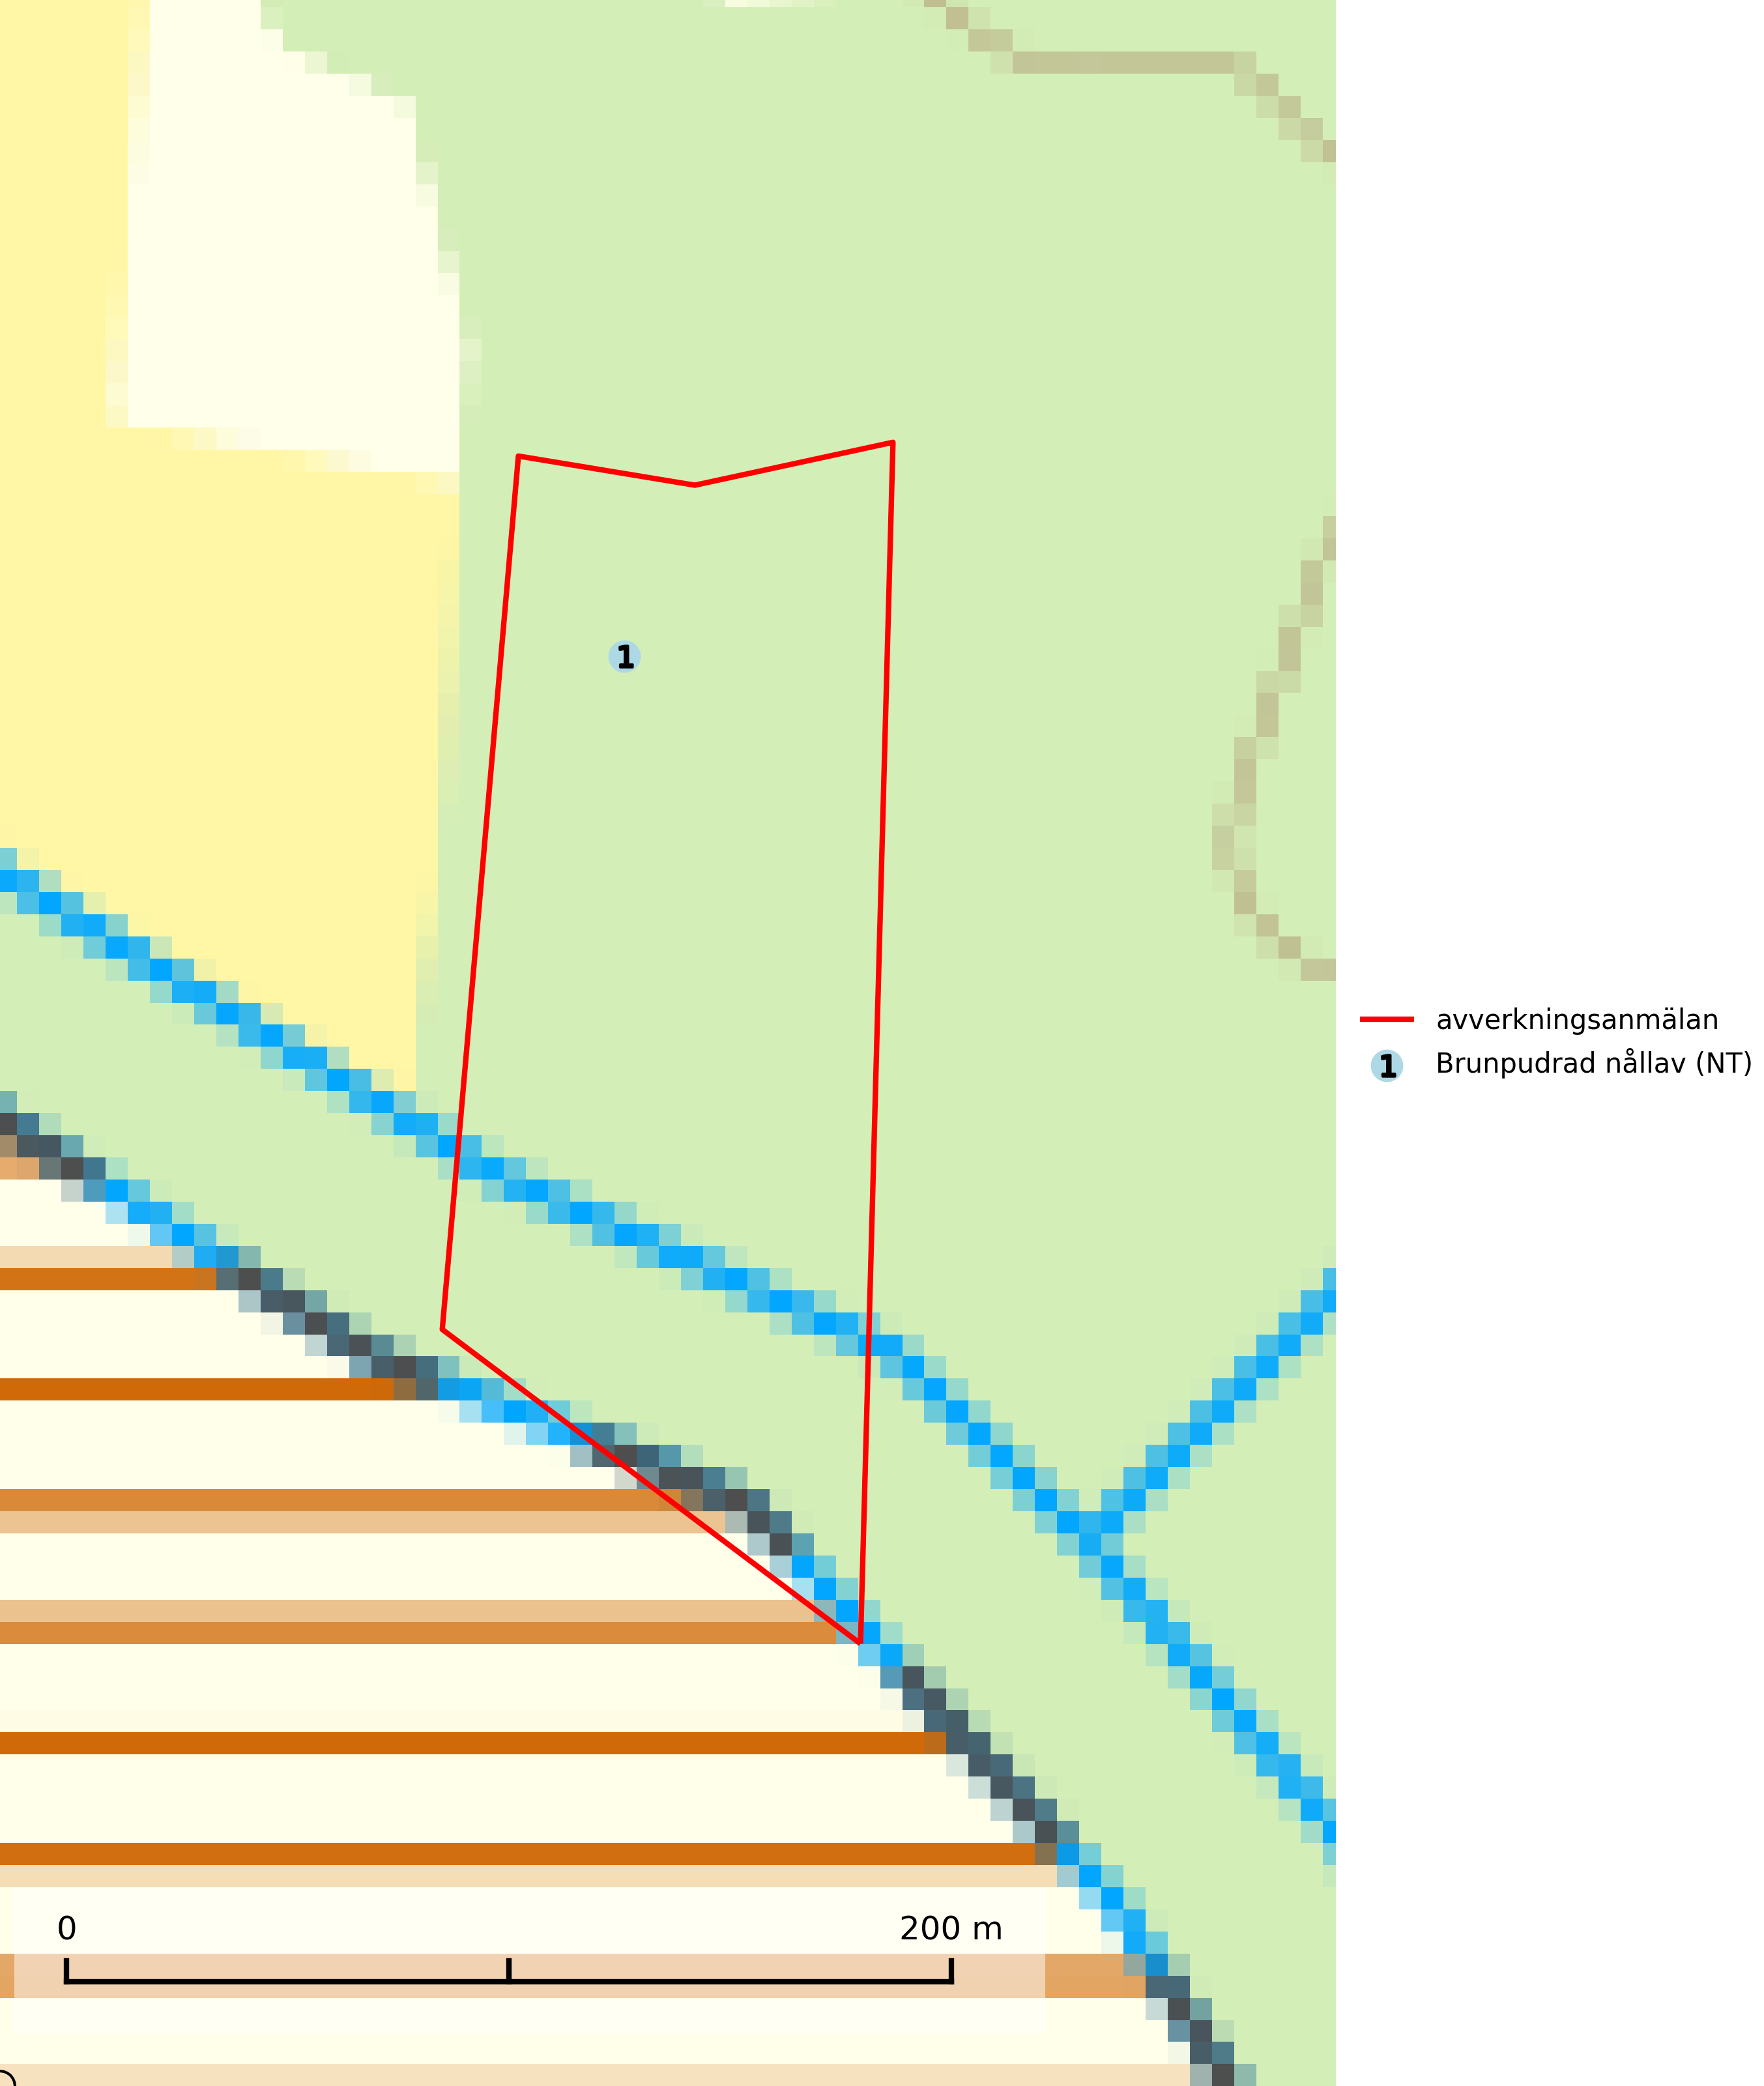 1
avverkningsanmälan
1 Brunpudrad nållav (NT)
0 200 m